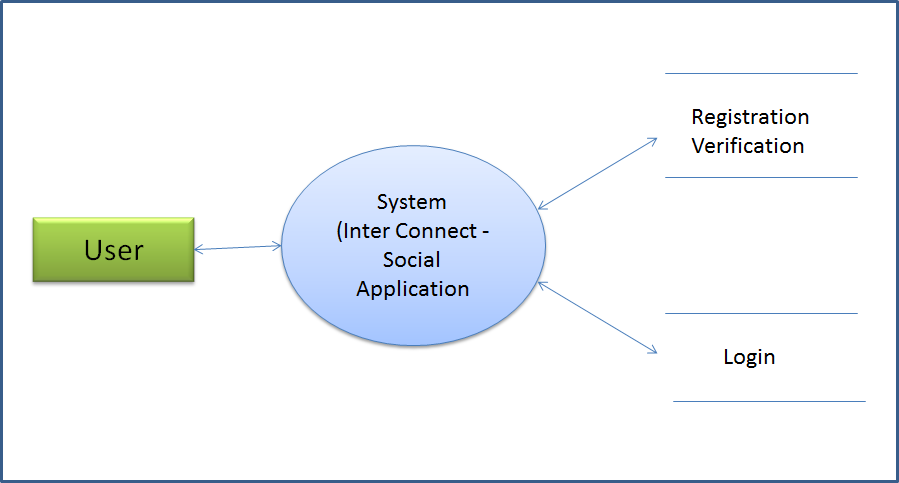 User
System
(Inter Connect -
Social
Application
Registration
Verification
Login